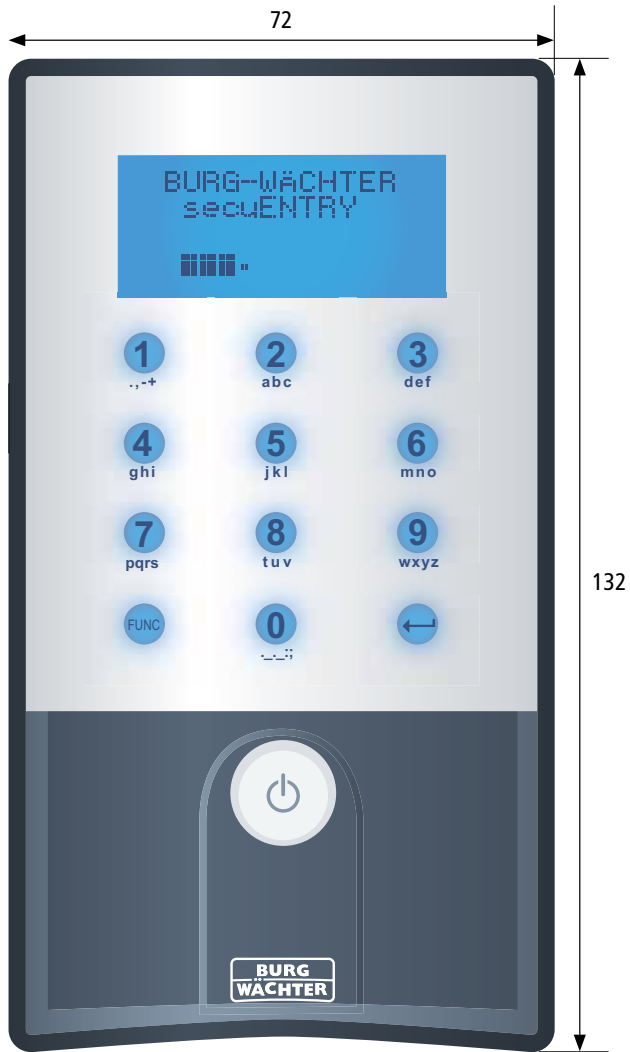 72
BURG-WäCHTER
secuENTRY
1 2 3
.,-+ abc def
4 5 6
ghi jkl mno
7 8 9
pqrs tuv wxyz
FUNC 0
._._:;
132
BURG
WÄCHTER